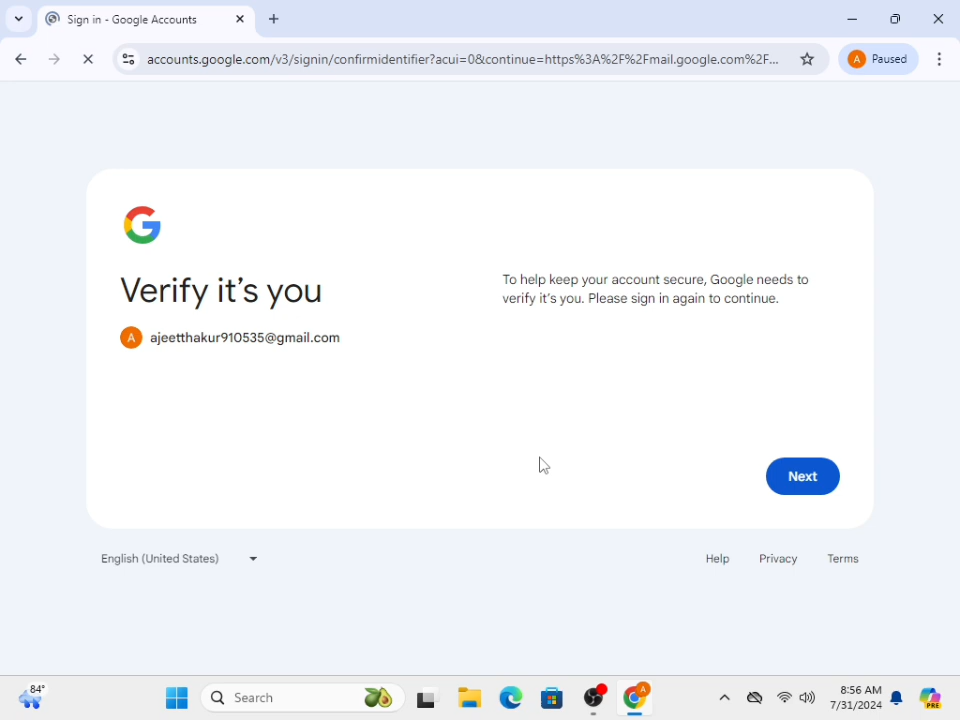 Sign in - Google Accounts
accounts.google.com/v3/signin/confirmidentifier?acui=0&continue=https%3A%2F%2Fmail.google.com%2F...
A Paused
Verify it's you
A ajeetthakur910535@gmail.com
To help keep your account secure, Google needs to
verify it's you. Please sign in again to continue.
Next
English (United States)
Help Privacy Terms
84°
Search
A
8:56 AM
7/31/2024
PRE